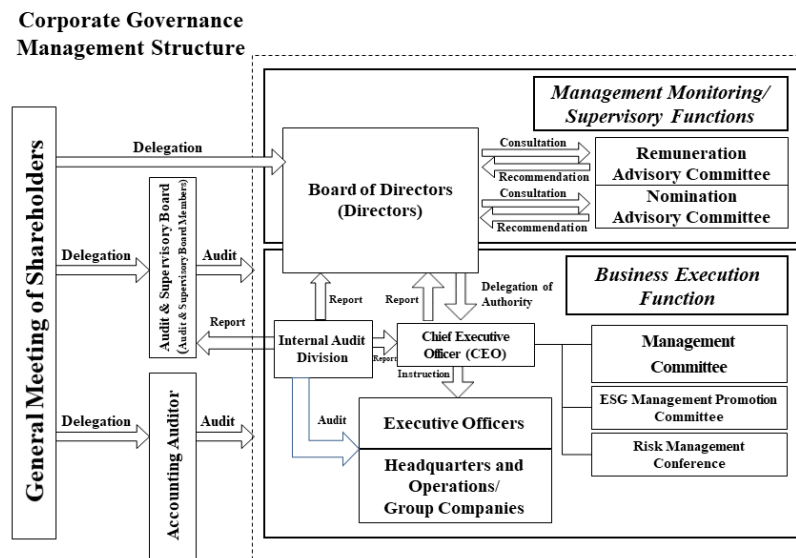 Corporate Governance
Management Structure
General Meeting of Shareholders
Delegation
Delegation
Delegation
Audit & Supervisory Board
(Audit & Supervisory Board Members)
Accounting Auditor
Audit
Audit
Report
Management Monitoring/
Supervisory Functions
Board of Directors
(Directors)
Consultation
Recommendation
Consultation
Recommendation
Remuneration
Advisory Committee
Nomination
Advisory Committee
Business Execution
Function
Report
Report
Delegation of
Authority
Internal Audit
Division
Report
Chief Executive
Officer (CEO)
Instruction
Management
Committee
ESG Management Promotion
Committee
Risk Management
Conference
Audit
Executive Officers
Headquarters and
Operations/
Group Companies